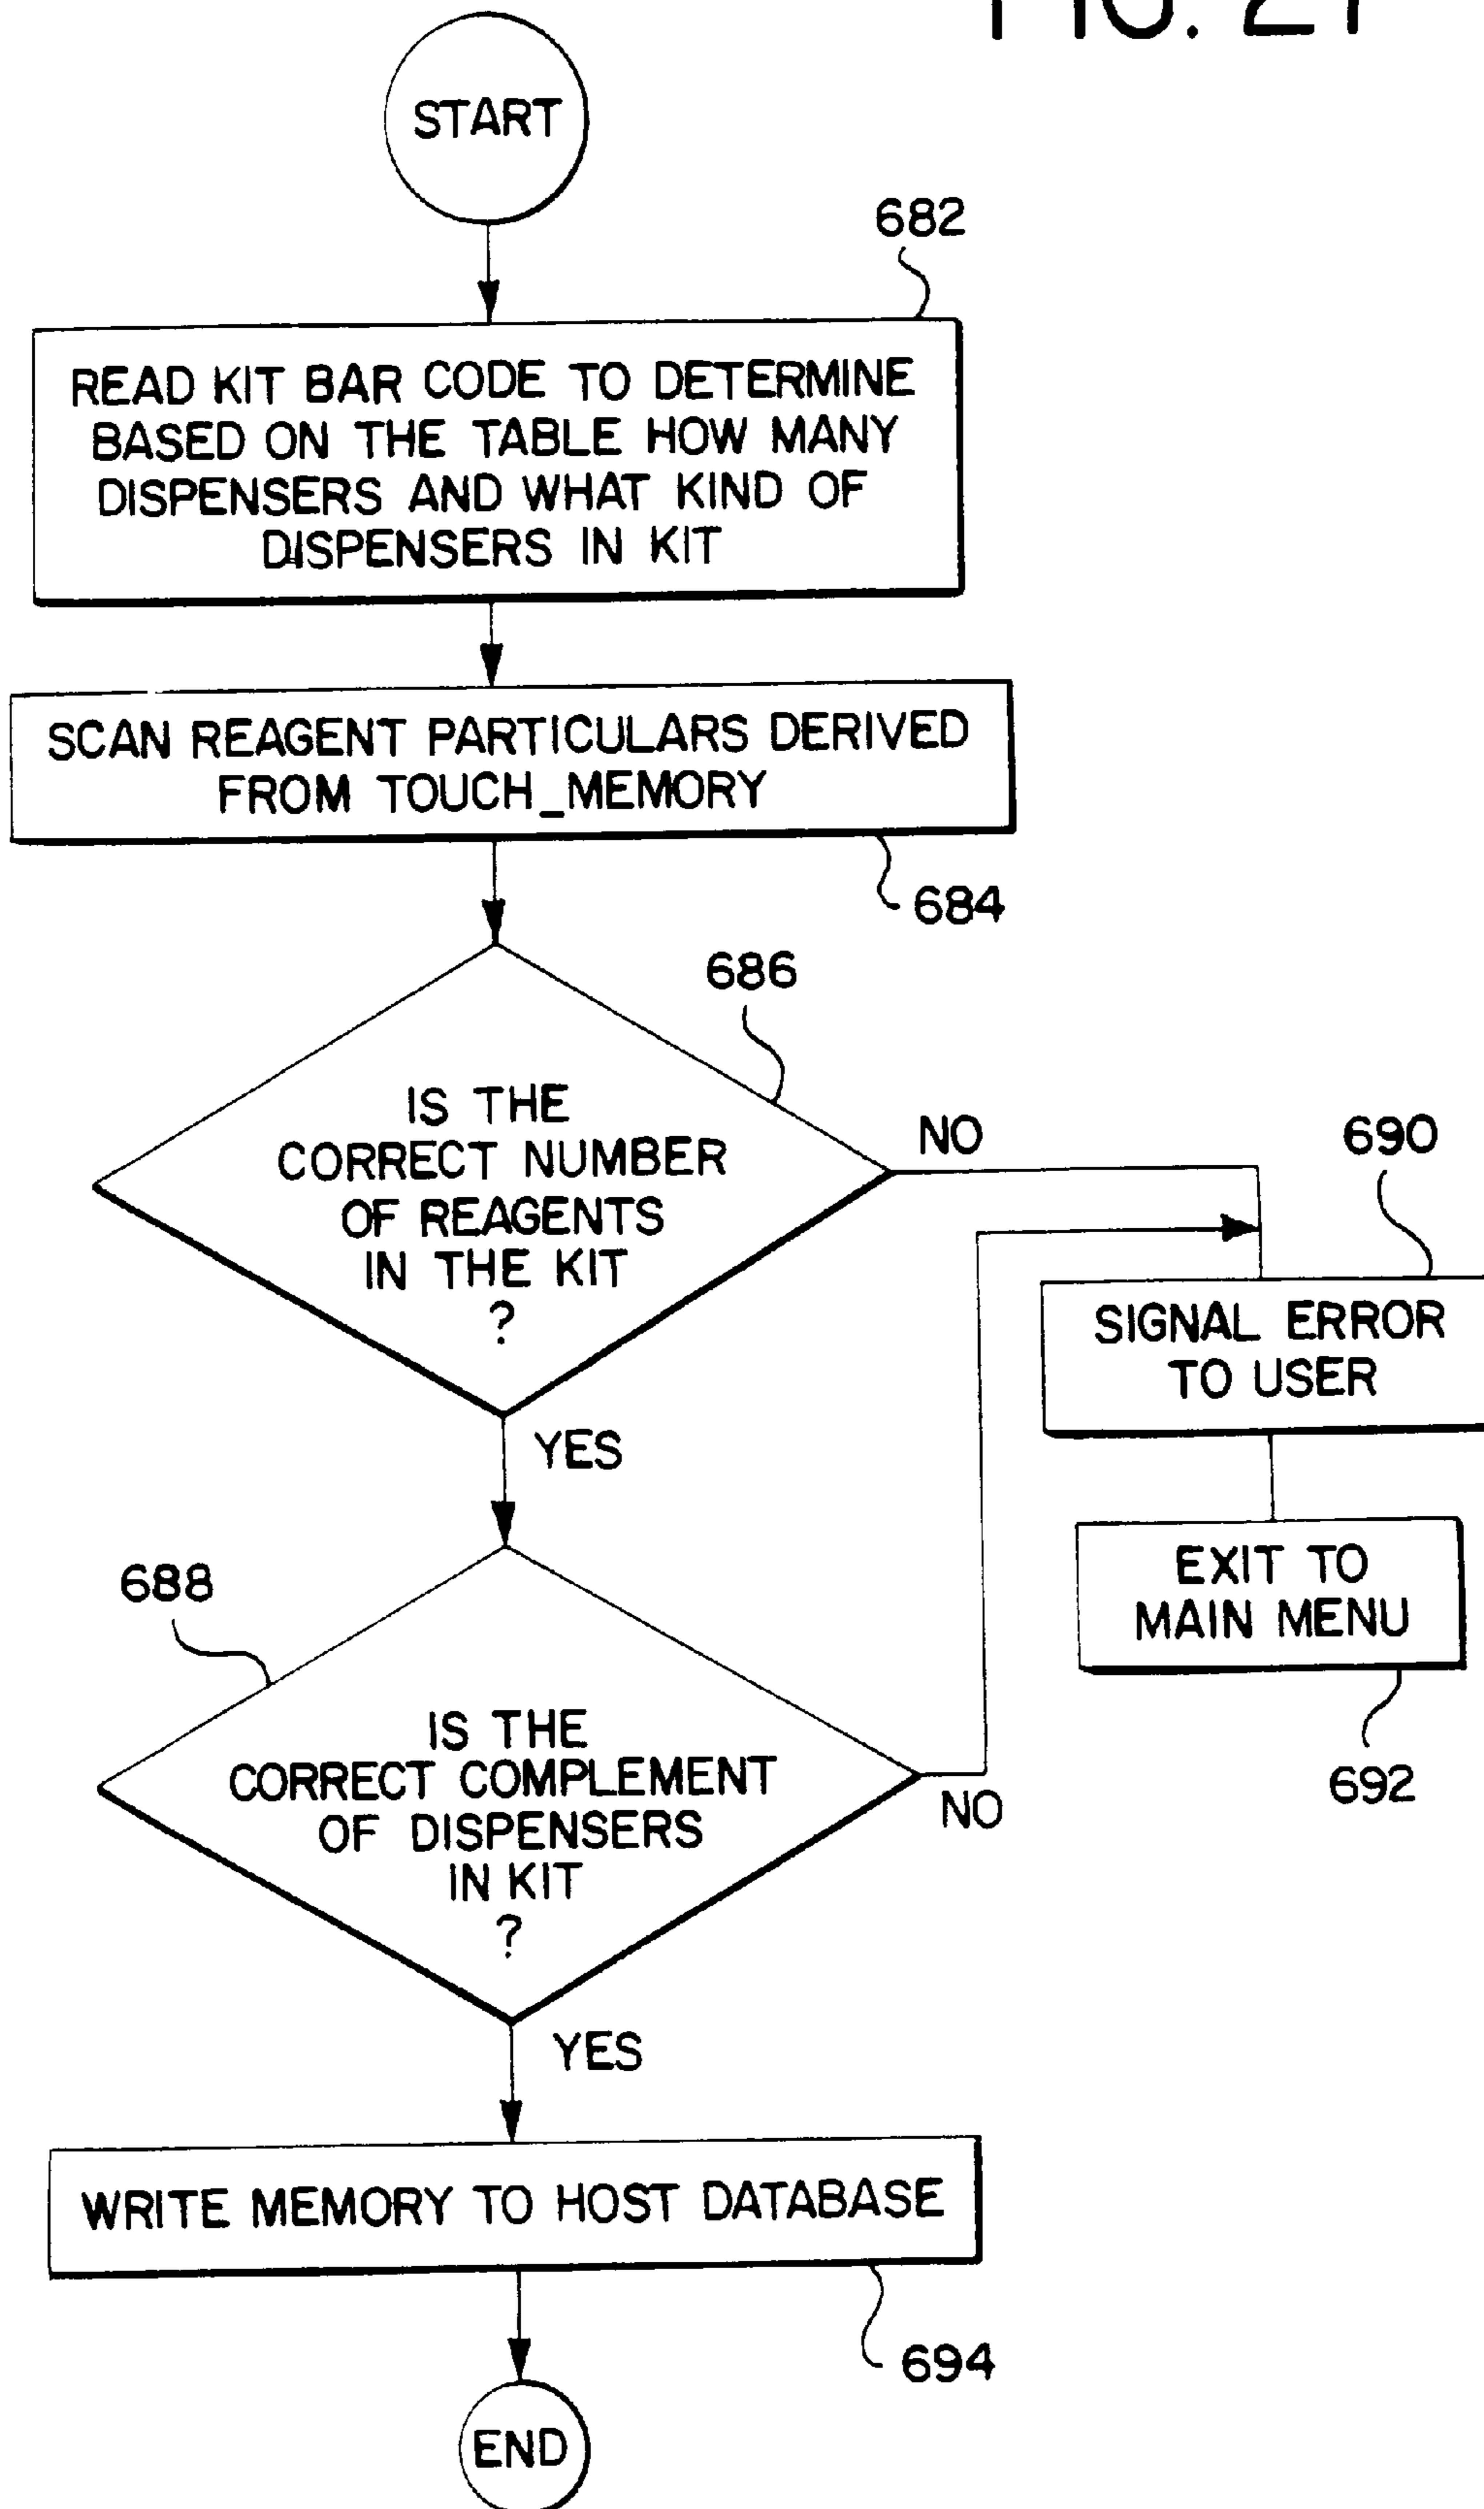 FIG. 21
START
682
READ KIT BAR CODE TO DETERMINE
BASED ON THE TABLE HOW MANY
DISPENSERS AND WHAT KIND OF
DISPENSERS IN KIT
SCAN REAGENT PARTICULARS DERIVED
FROM TOUCH_MEMORY
684
686
IS THE
CORRECT NUMBER
OF REAGENTS
IN THE KIT
?
NO
690
SIGNAL ERROR
TO USER
YES
EXIT TO
MAIN MENU
692
688
IS THE
CORRECT COMPLEMENT
OF DISPENSERS
IN KIT
?
NO
YES
WRITE MEMORY TO HOST DATABASE
694
END